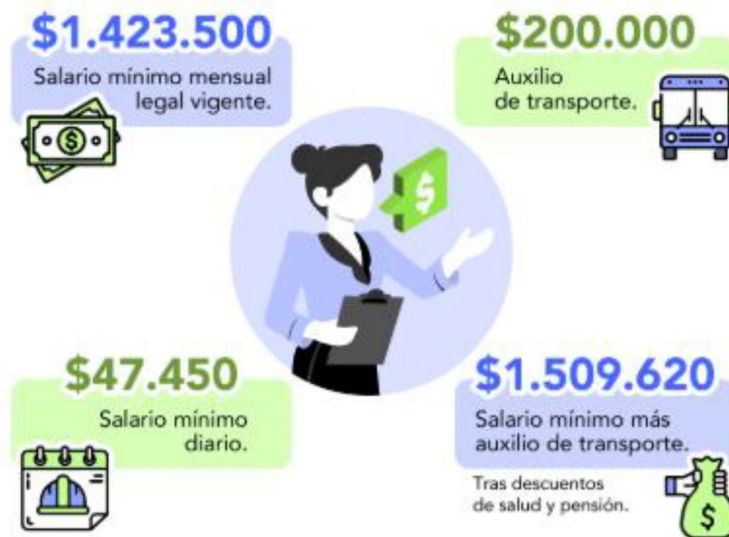 $1.423.500
Salario mínimo mensual
legal vigente.
$200.000
Auxilio
de transporte.
$47.450
Salario mínimo
diario.
$1.509.620
Salario mínimo más
auxilio de transporte.
Tras descuentos
de salud y pensión.